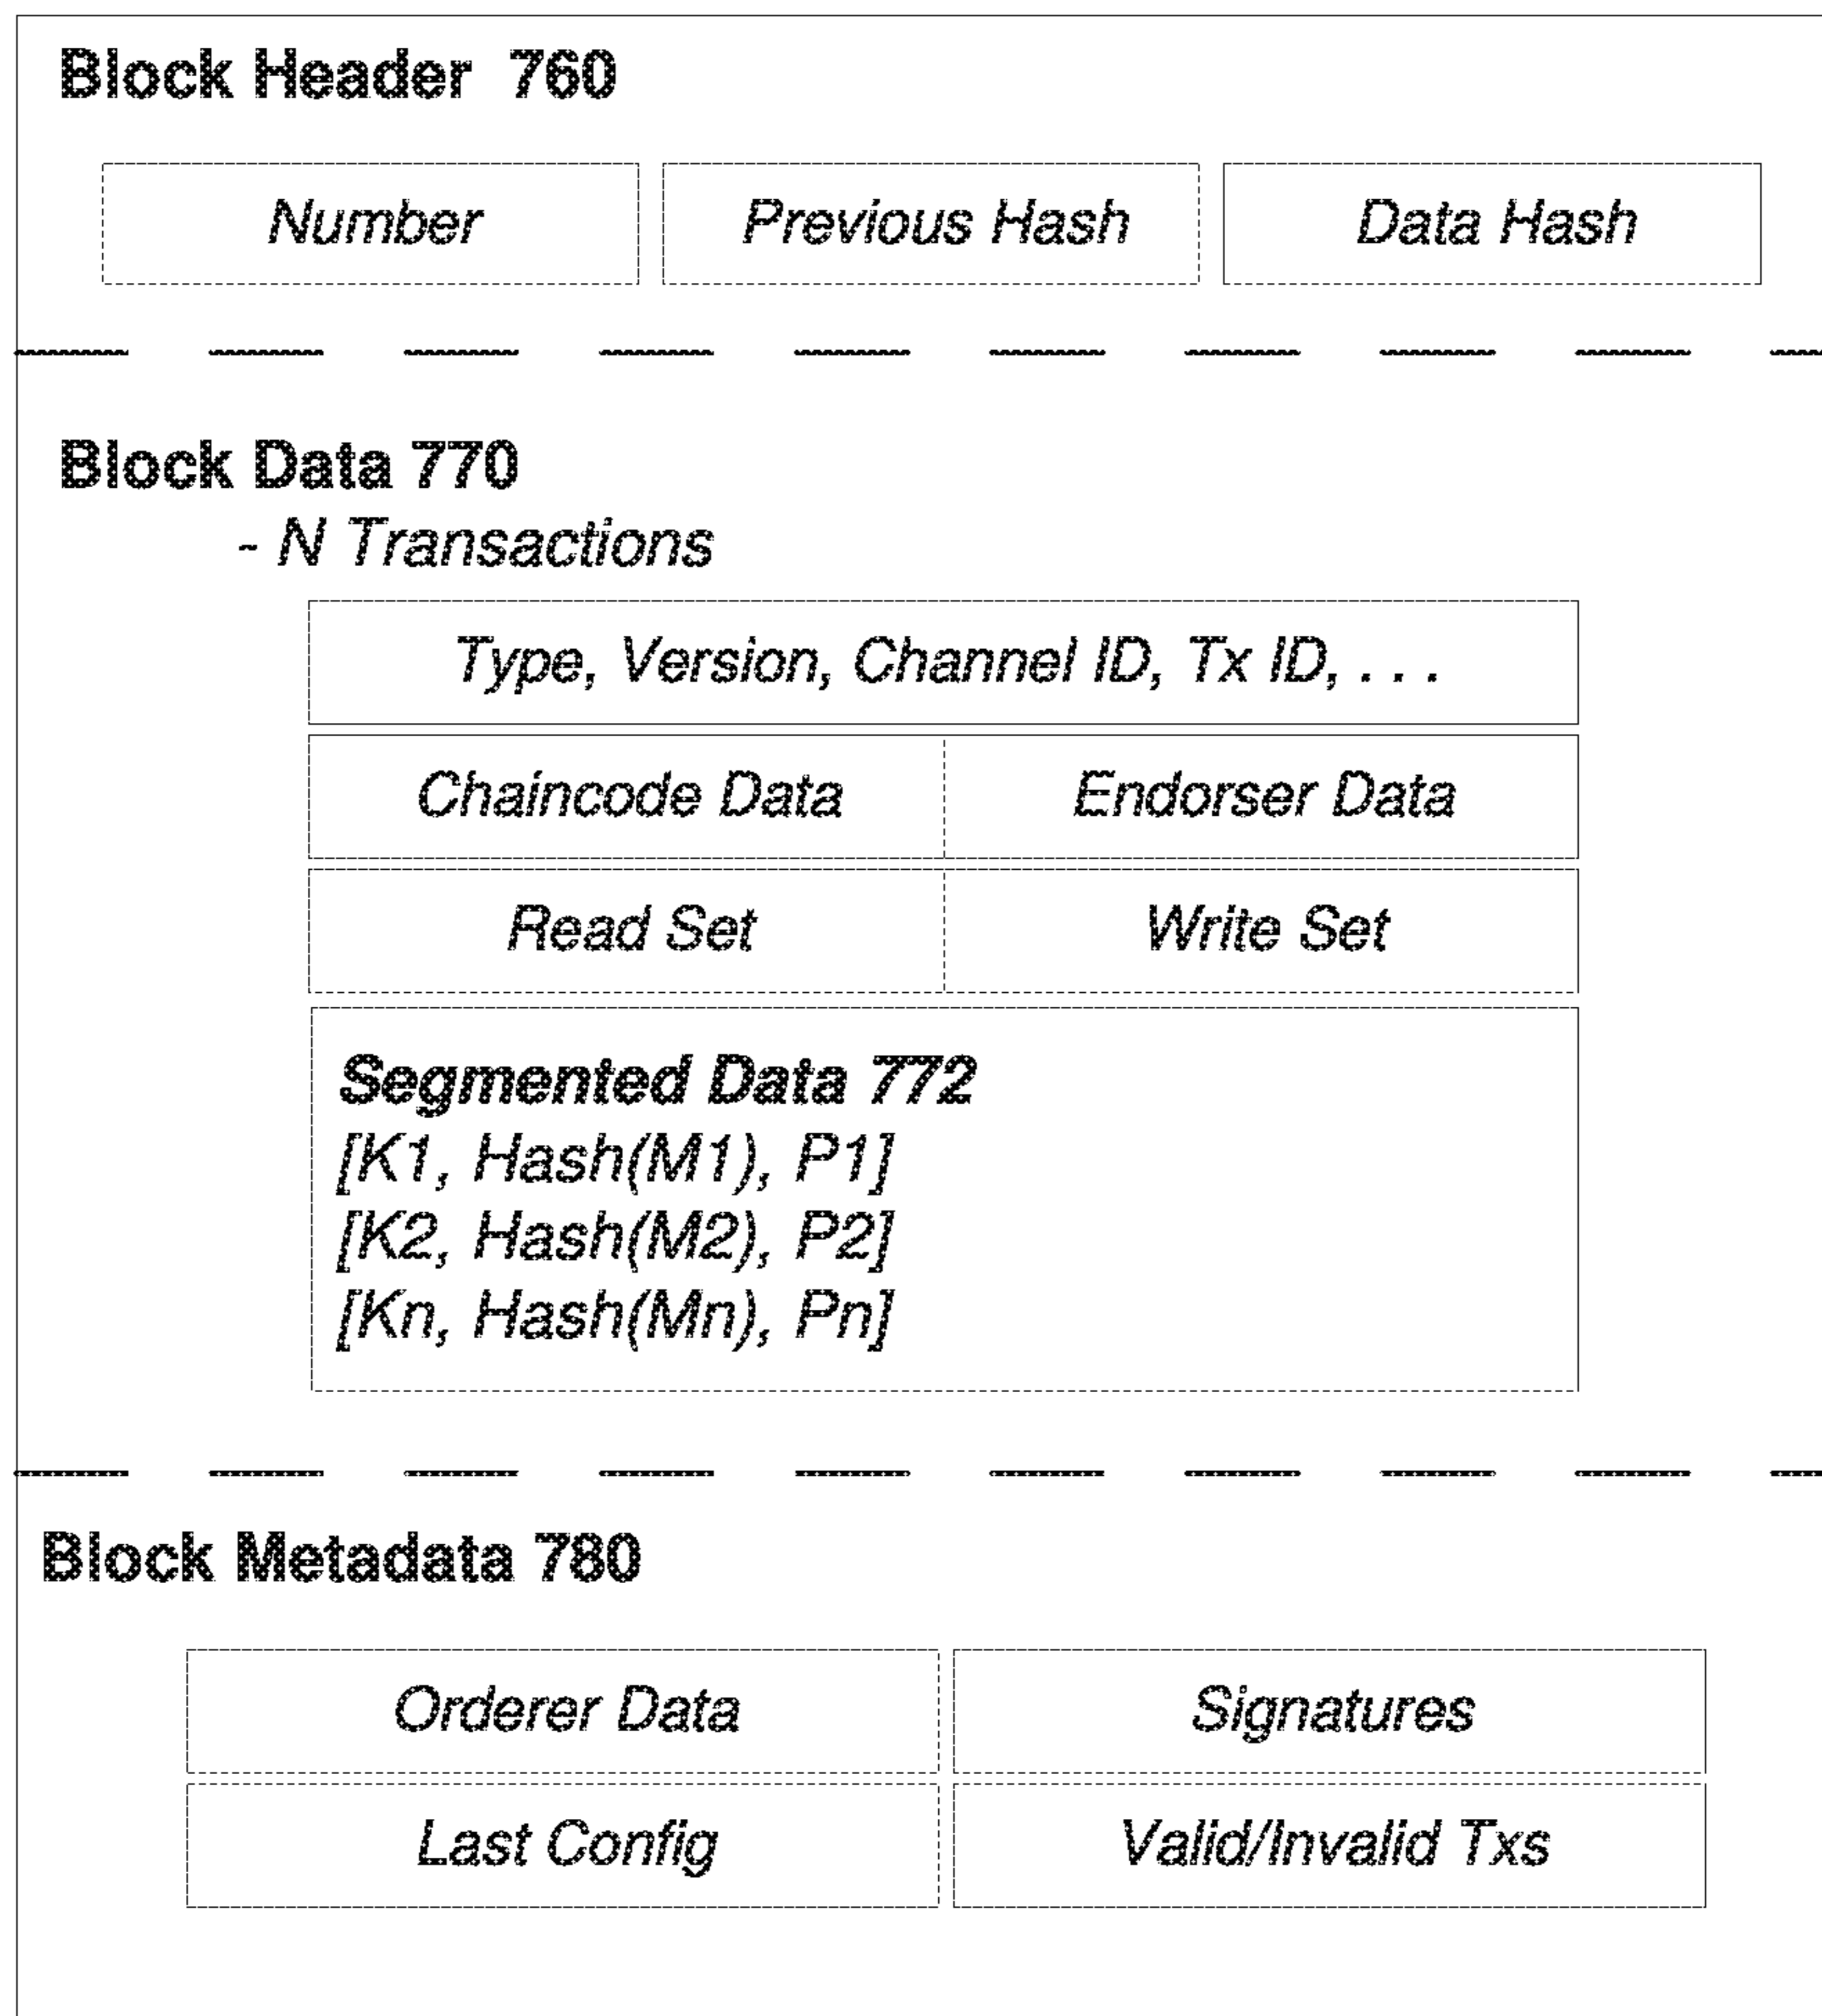 Block Header 760
Number Previous Hash Data Hash
Block Data 770
- N Transactions
Type, Version, Channel ID, Tx ID, . . .
Chaincode Data Endorser Data
Read Set Write Set
Segmented Data 772
[K1, Hash(M1), P1]
[K2, Hash(M2), P2]
[Kn, Hash(Mn), Pn]
Block Metadata 780
Orderer Data Signatures
Last Config Valid/Invalid Txs